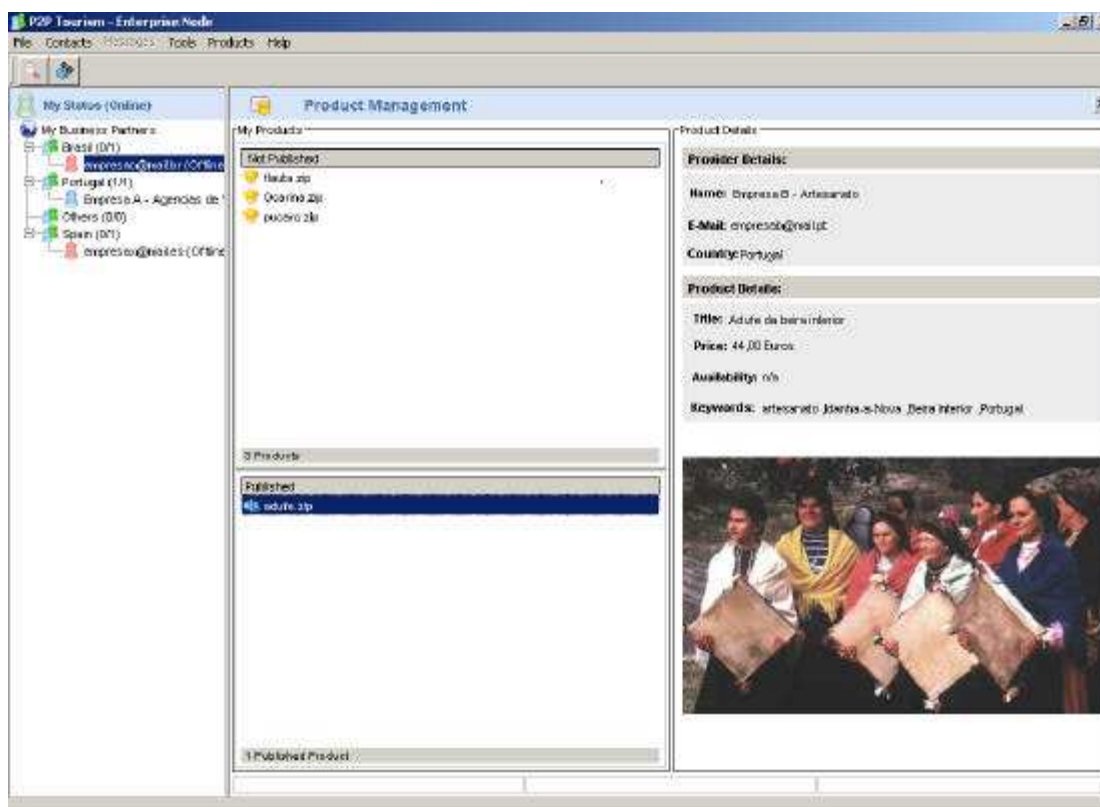 P2P Tourism - Enterprise Node
File Contacts Messages Tools Products Help
My Status (Online)
My Business Partners
Brasil (0/1)
(Offline
Portugal (1/1)
Empresa A - Agencias de
Others (0/0)
Spain (0/1)
(Offline
Product Management
My Products
Not Published
flauta.zip
Ocarina.zip
pucaro.zip
3 Products
Published
adufe.zip
1 Published Product
Product Details
Provider Details:
Name: Empresa B - Artesanato
E-Mail: empresab@mail.pt
Country: Portugal
Product Details:
Title: Adufe da beira interior
Price: 44,00 Euros
Availability: n/a
Keywords: artesanato ,Idanha-a-Nova ,Beira Interior ,Portugal